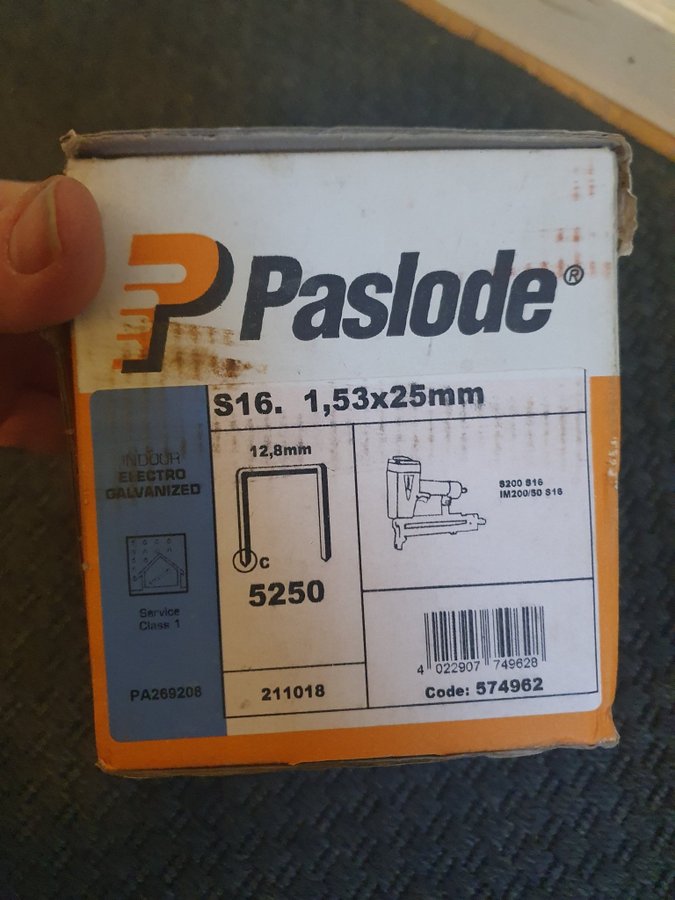 Paslode®
S16. 1,53x25mm
INDOOR
ELECTRO
GALVANIZED
Service
Class 1
PA269206
12,8mm
C
5250
211018
S200 S16
IM200/50 S16
4 022907 749628
Code: 574962